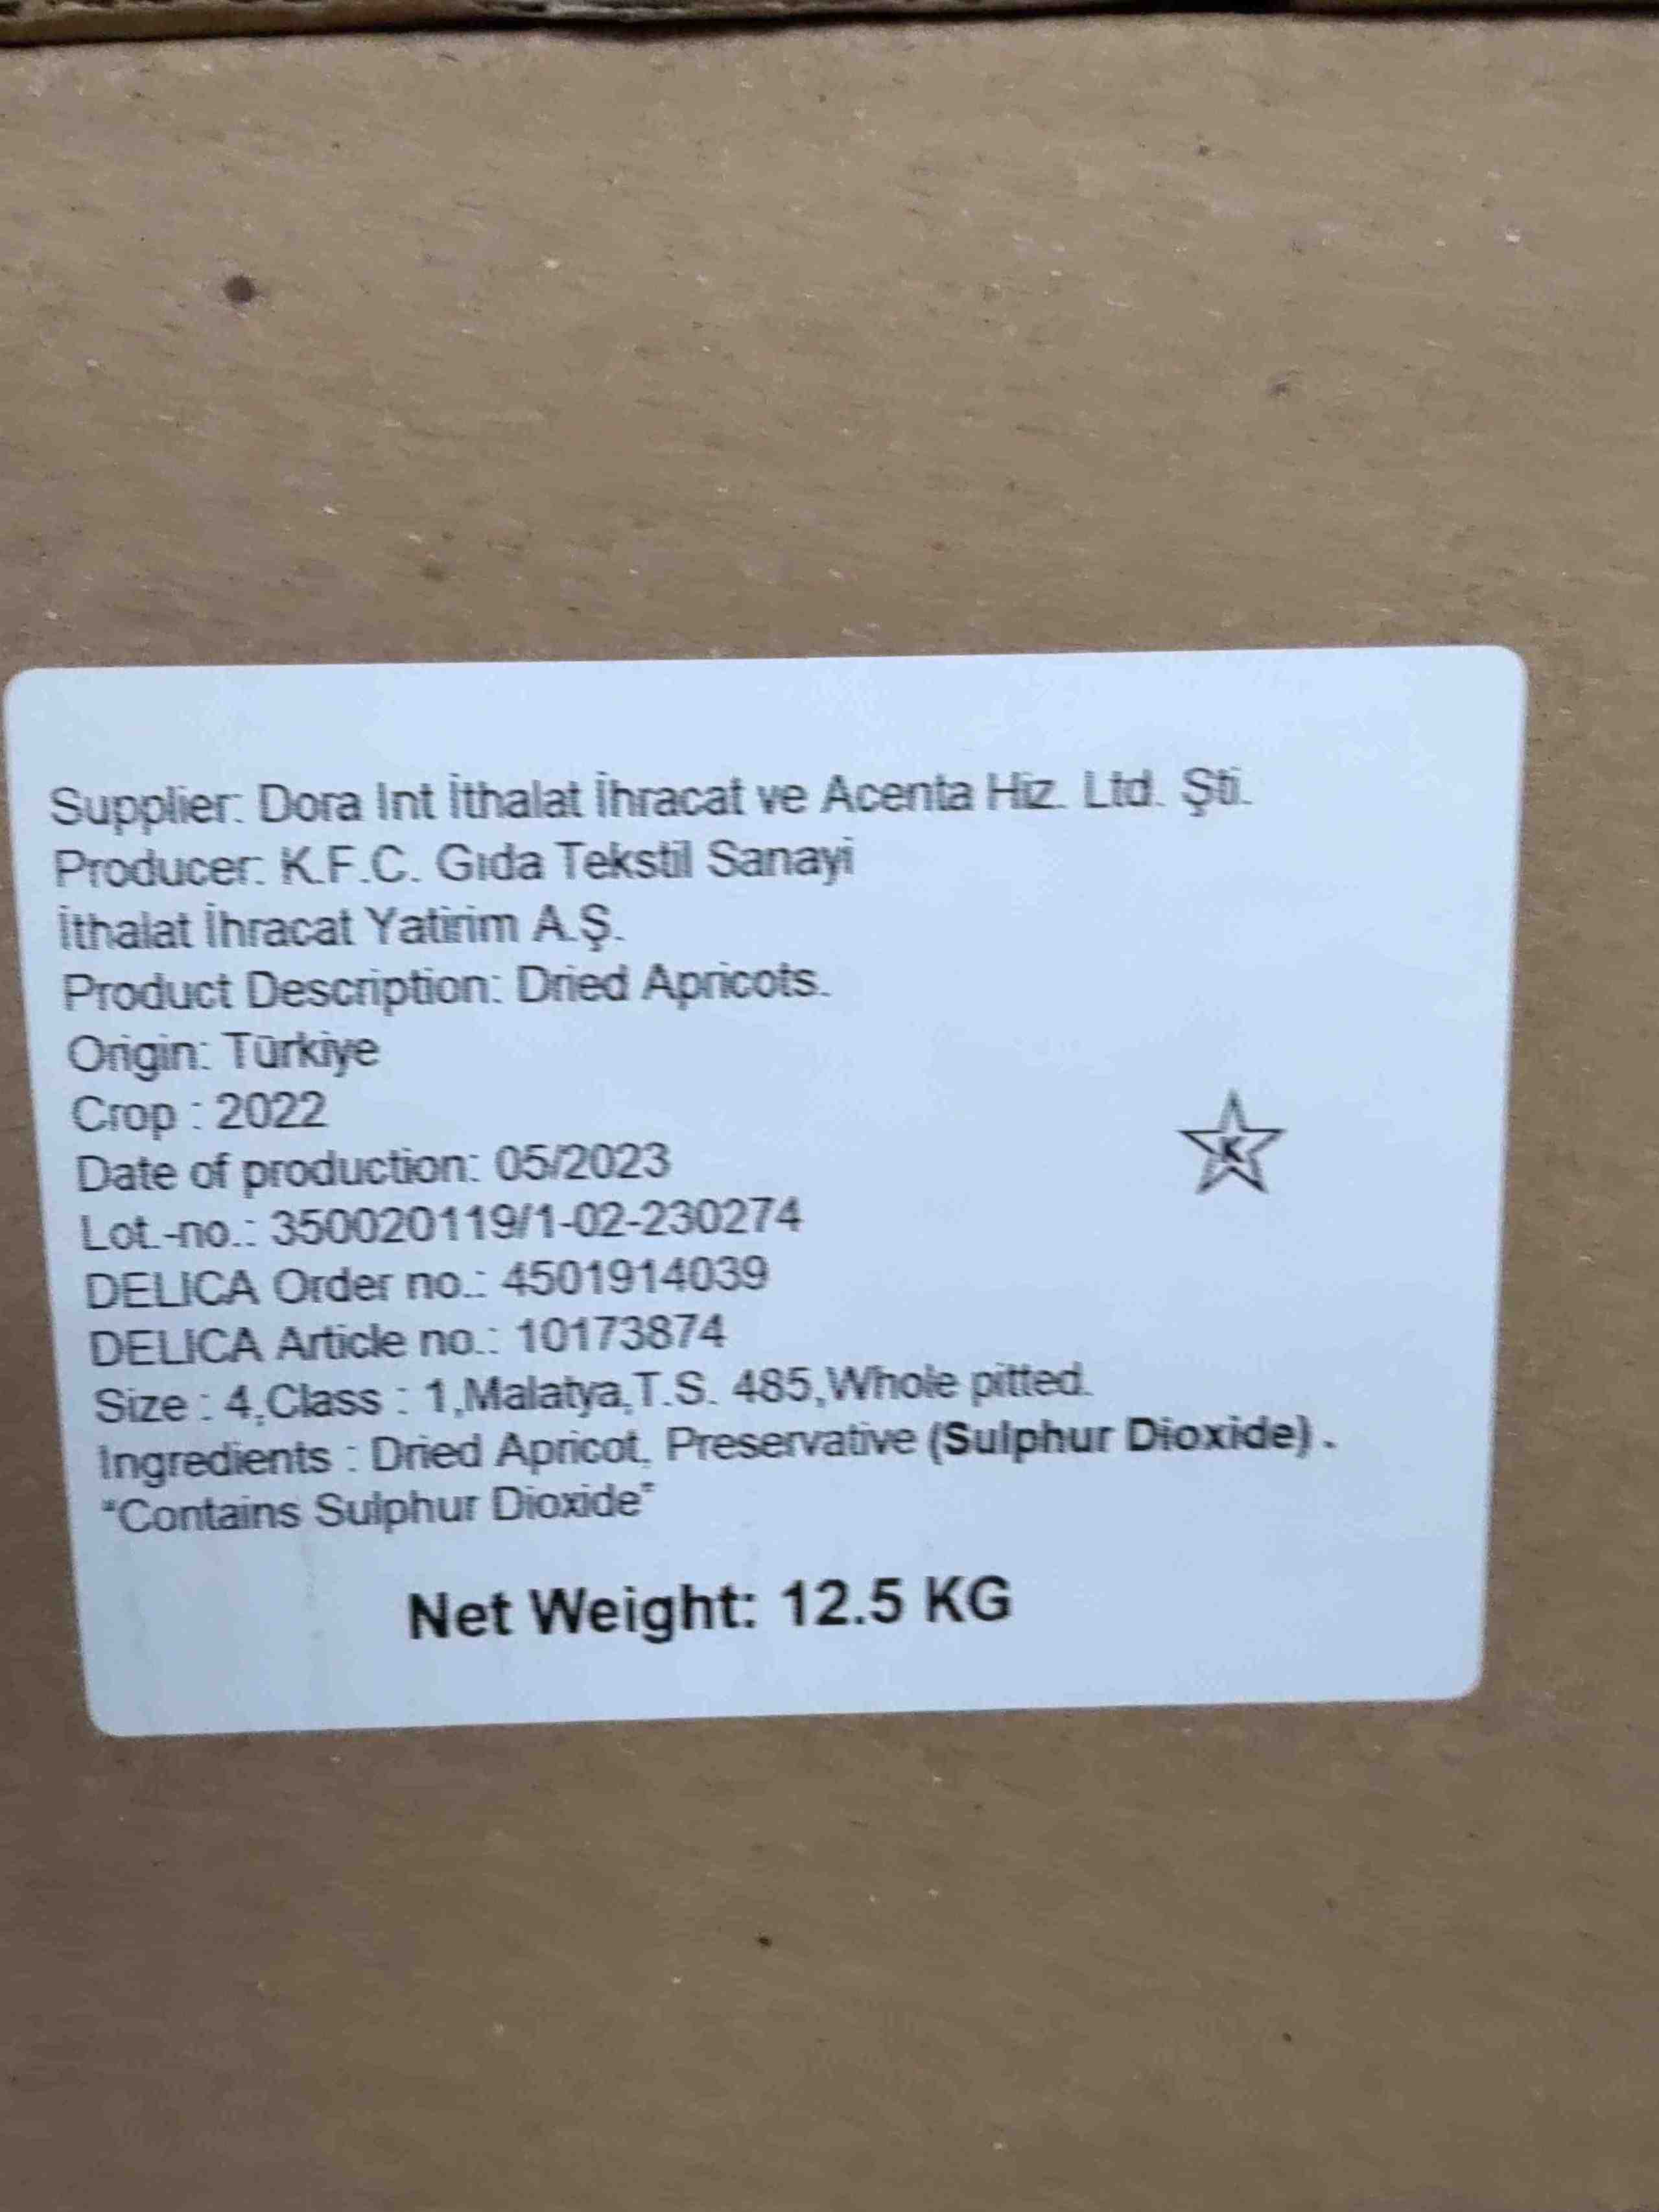 Supplier: Dora Int İthalat İhracat ve Acenta Hiz. Ltd. Şti.
Producer: K.F.C. Gıda Tekstil Sanayi
İthalat İhracat Yatirim A.Ş.
Product Description: Dried Apricots.
Origin: Türkiye
Crop : 2022
Date of production: 05/2023
Lot.-no.: 350020119/1-02-230274
DELICA Order no.: 4501914039
DELICA Article no.: 10173874
Size : 4,Class : 1,Malatya,T.S. 485,Whole pitted.
Ingredients : Dried Apricot, Preservative (Sulphur Dioxide) .
"Contains Sulphur Dioxide"
Net Weight: 12.5 KG
K